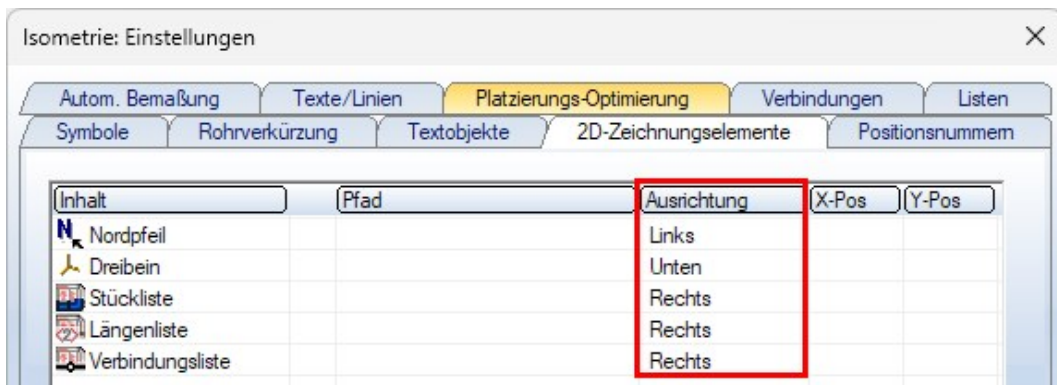 Isometrie: Einstellungen
Autom. Bemaßung Texte/Linien Platzierungs-Optimierung Verbindungen Listen
Symbole Rohrverkürzung Textobjekte 2D-Zeichnungselemente Positionsnummern
Inhalt Pfad Ausrichtung X-Pos Y-Pos
Nordpfeil Links
Dreibein Unten
Stückliste Rechts
Längenliste Rechts
Verbindungsliste Rechts